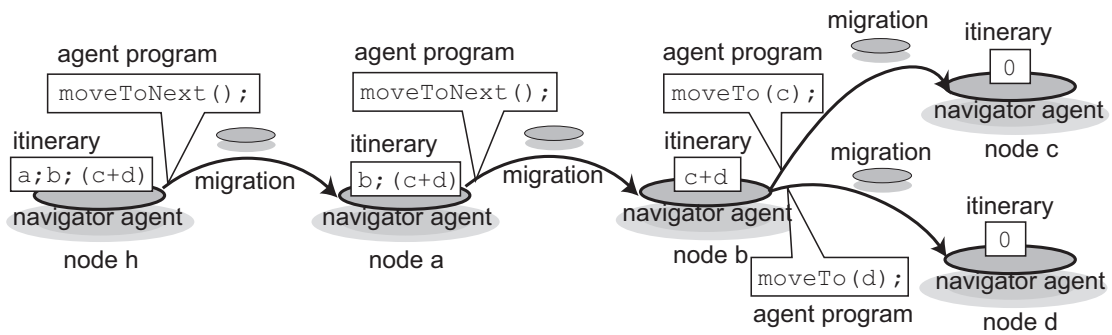 agent program
moveToNext();
itinerary
a;b;(c+d)
migration
navigator agent
node h
agent program
moveToNext();
itinerary
b;(c+d)
migration
navigator agent
node a
agent program
moveTo(c);
itinerary
c+d
navigator agent
node b
moveTo(d);
agent program
migration
itinerary
0
navigator agent
node c
migration
itinerary
0
navigator agent
node d